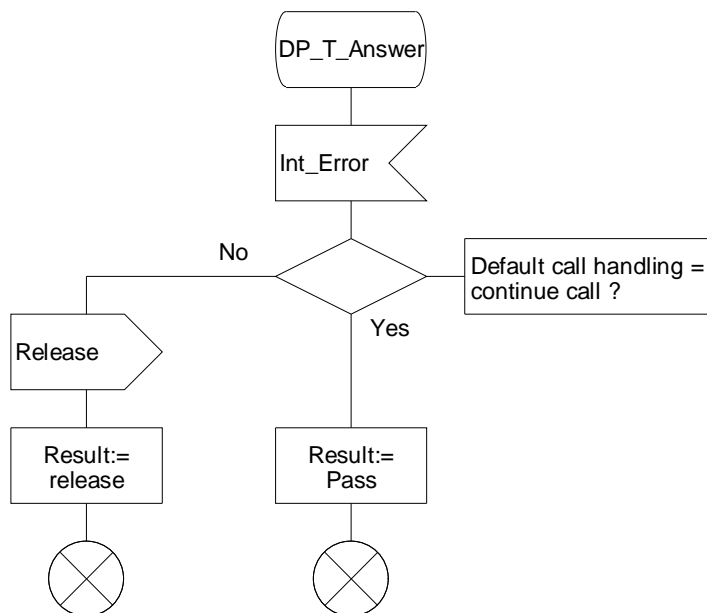 DP_T_Answer
Int_Error
No
Default call handling =
continue call ?
Yes
Release
Result:=
release
Result:=
Pass